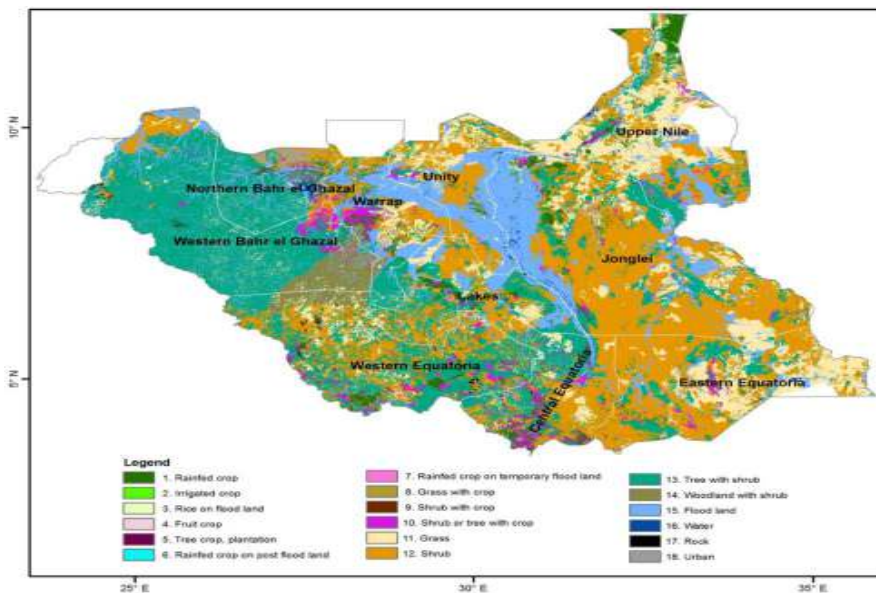 10° N
5° N
Upper Nile
Unity
Northern Bahr el Ghazal
Warrap
Western Bahr el Ghazal
Jonglei
Lakes
Western Equatoria
Central Equatoria
Eastern Equatoria
Legend
1. Rainfed crop
2. Irrigated crop
3. Rice on flood land
4. Fruit crop
5. Tree crop, plantation
6. Rainfed crop on post flood land
7. Rainfed crop on temporary flood land
8. Grass with crop
9. Shrub with crop
10. Shrub or tree with crop
11. Grass
12. Shrub
13. Tree with shrub
14. Woodland with shrub
15. Flood land
16. Water
17. Rock
18. Urban
25° E
30° E
35° E